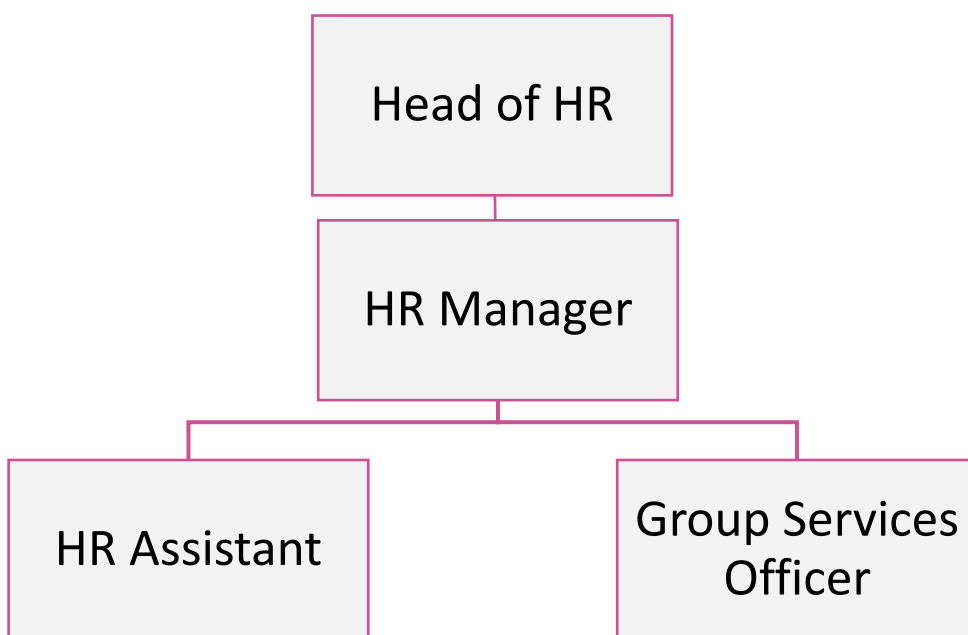 Head of HR
HR Manager
HR Assistant
Group Services
Officer